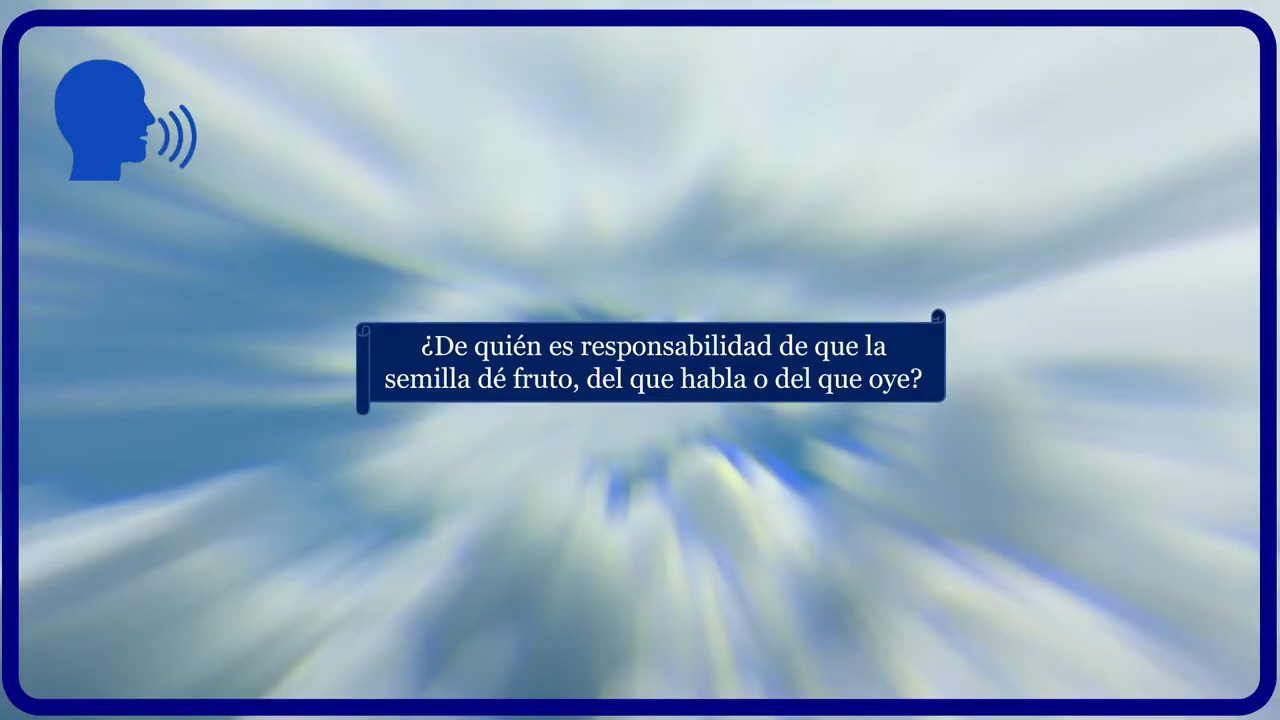 ¿De quién es responsabilidad de que la
semilla dé fruto, del que habla o del que oye?